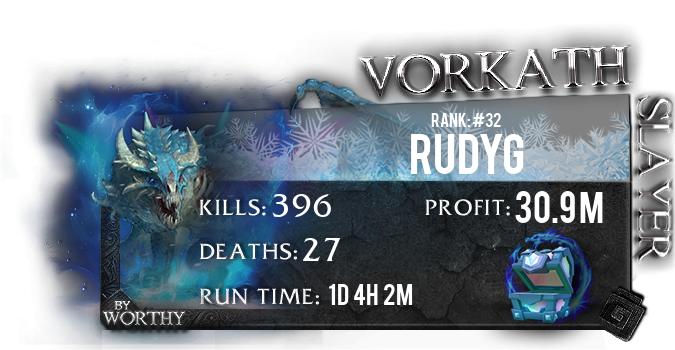 VORKATH
SLAYER
RANK: #32
RUDYG
KILLS: 396
PROFIT: 30.9M
DEATHS: 27
RUN TIME: 1D 4H 2M
BY
WORTHY